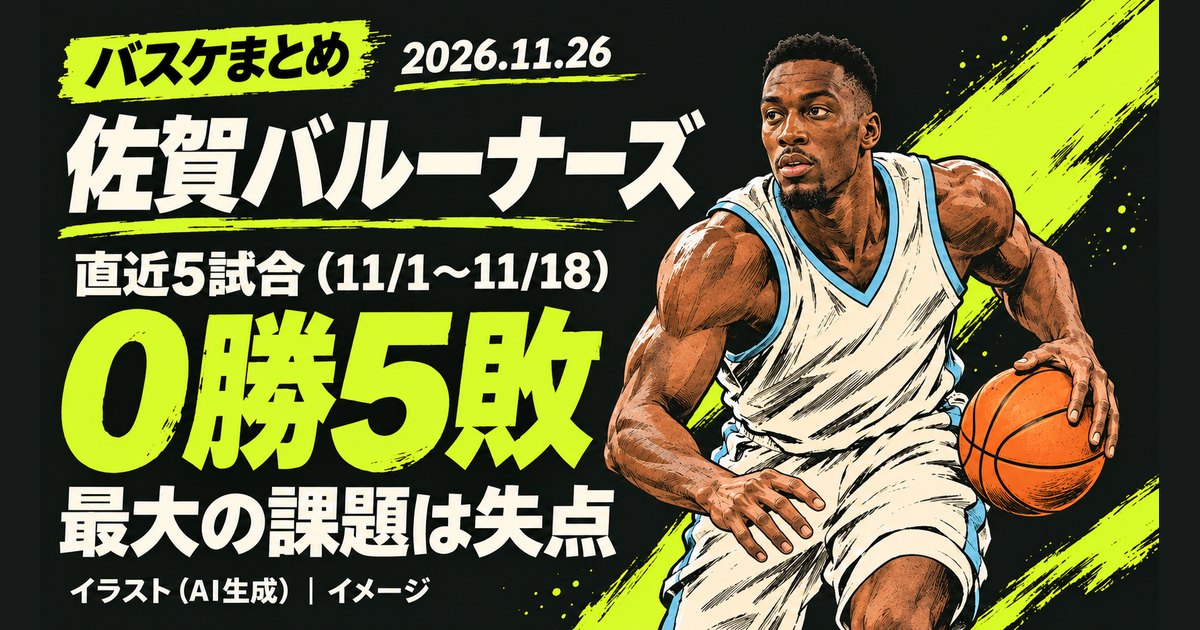 バスケまとめ
2026.11.26
佐賀バルーナーズ
直近5試合（11/1〜11/18）
0勝5敗
最大の課題は失点
イラスト（AI生成）｜イメージ